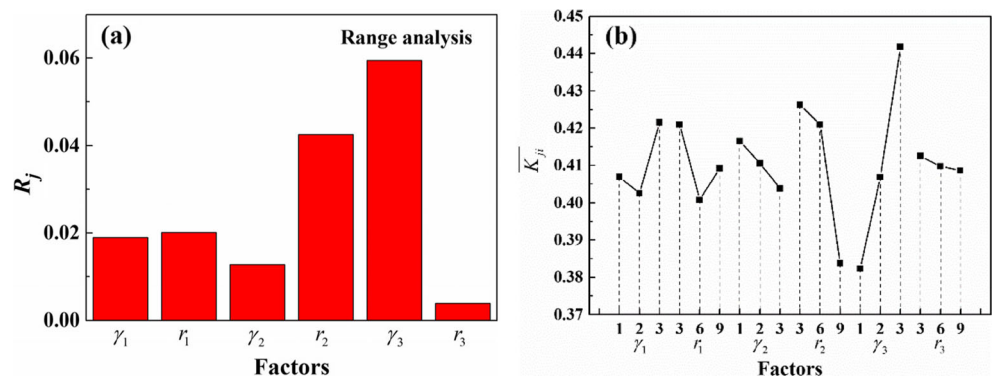 (a)
Range analysis
0.06
0.04
0.02
0.00
R_j
γ₁ r₁ γ₂ r₂ γ₃ r₃
Factors
(b)
0.45
0.44
0.43
0.42
0.41
0.40
0.39
0.38
0.37
K̅_ji
1 2 3 3 6 9 1 2 3 3 6 9 1 2 3 3 6 9
γ₁ r₁ γ₂ r₂ γ₃ r₃
Factors